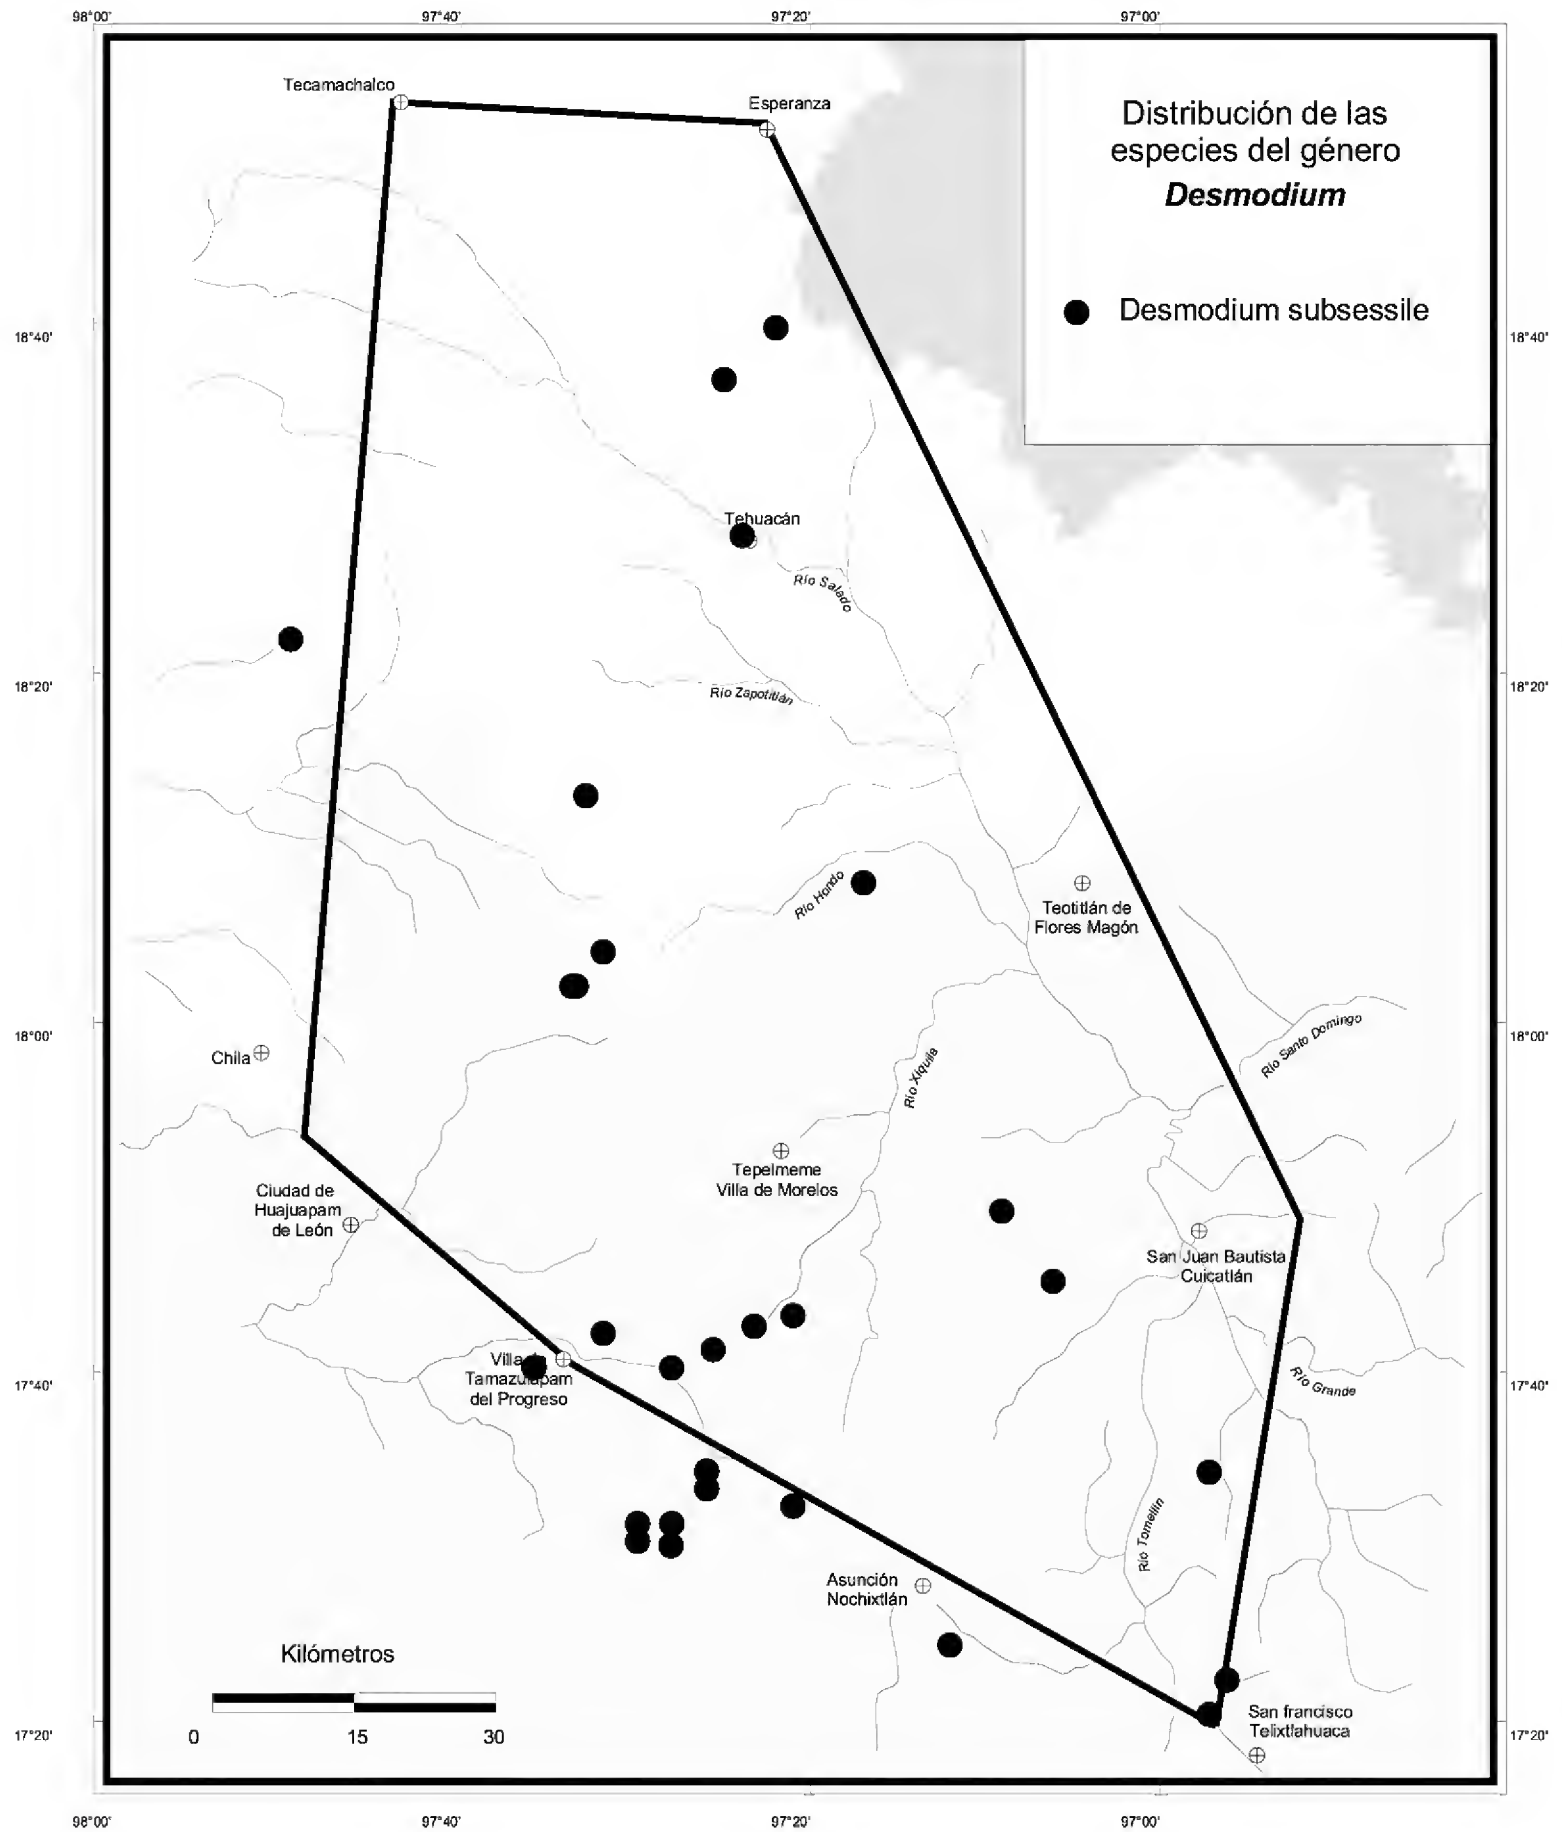 98°00'
97°40'
97°20'
97°00'
Tecamachalco
Esperanza
Distribución de las
especies del género
Desmodium
Desmodium subsessile
18°40'
18°40'
Tehuacán
Río Salado
18°20'
18°20'
Río Zapotitlán
Río Hondo
Teotitlán de
Flores Magón
18°00'
18°00'
Chila
Río Santo Domingo
Río Xiquila
Tepelmeme
Villa de Morelos
Ciudad de
Huajuapam
de León
San Juan Bautista
Cuicatlán
Villa de
Tamazulapam
del Progreso
17°40'
17°40'
Río Grande
Río Tomellín
Asunción
Nochixtlán
Kilómetros
0 15 30
San francisco
Telixtlahuaca
17°20'
17°20'
98°00'
97°40'
97°20'
97°00'